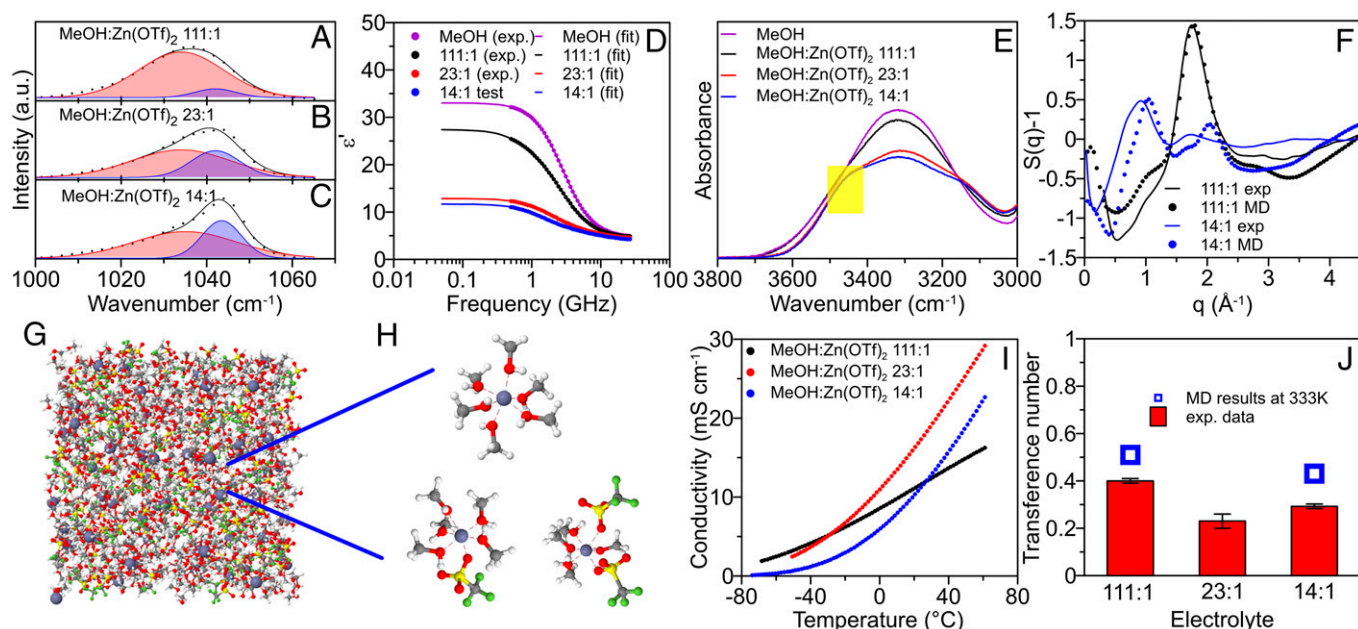 A
MeOH:Zn(OTf)2 111:1
B
MeOH:Zn(OTf)2 23:1
C
MeOH:Zn(OTf)2 14:1
Intensity (a.u.)
1000 1020 1040 1060
Wavenumber (cm-1)
D
MeOH (exp.) MeOH (fit)
111:1 (exp.) 111:1 (fit)
23:1 (exp.) 23:1 (fit)
14:1 test 14:1 (fit)
ε'
50
40
30
20
10
0
0.01 0.1 1 10 100
Frequency (GHz)
E
MeOH
MeOH:Zn(OTf)2 111:1
MeOH:Zn(OTf)2 23:1
MeOH:Zn(OTf)2 14:1
Absorbance
3800 3600 3400 3200 3000
Wavenumber (cm-1)
F
S(q)-1
1.5
1
0.5
0
-0.5
-1
-1.5
111:1 exp
111:1 MD
14:1 exp
14:1 MD
0 1 2 3 4
q (Å-1)
G
H
I
MeOH:Zn(OTf)2 111:1
MeOH:Zn(OTf)2 23:1
MeOH:Zn(OTf)2 14:1
Conductivity (mS cm-1)
30
20
10
0
-80 -40 0 40 80
Temperature (°C)
J
MD results at 333K
exp. data
Transference number
1
0.8
0.6
0.4
0.2
0
111:1 23:1 14:1
Electrolyte